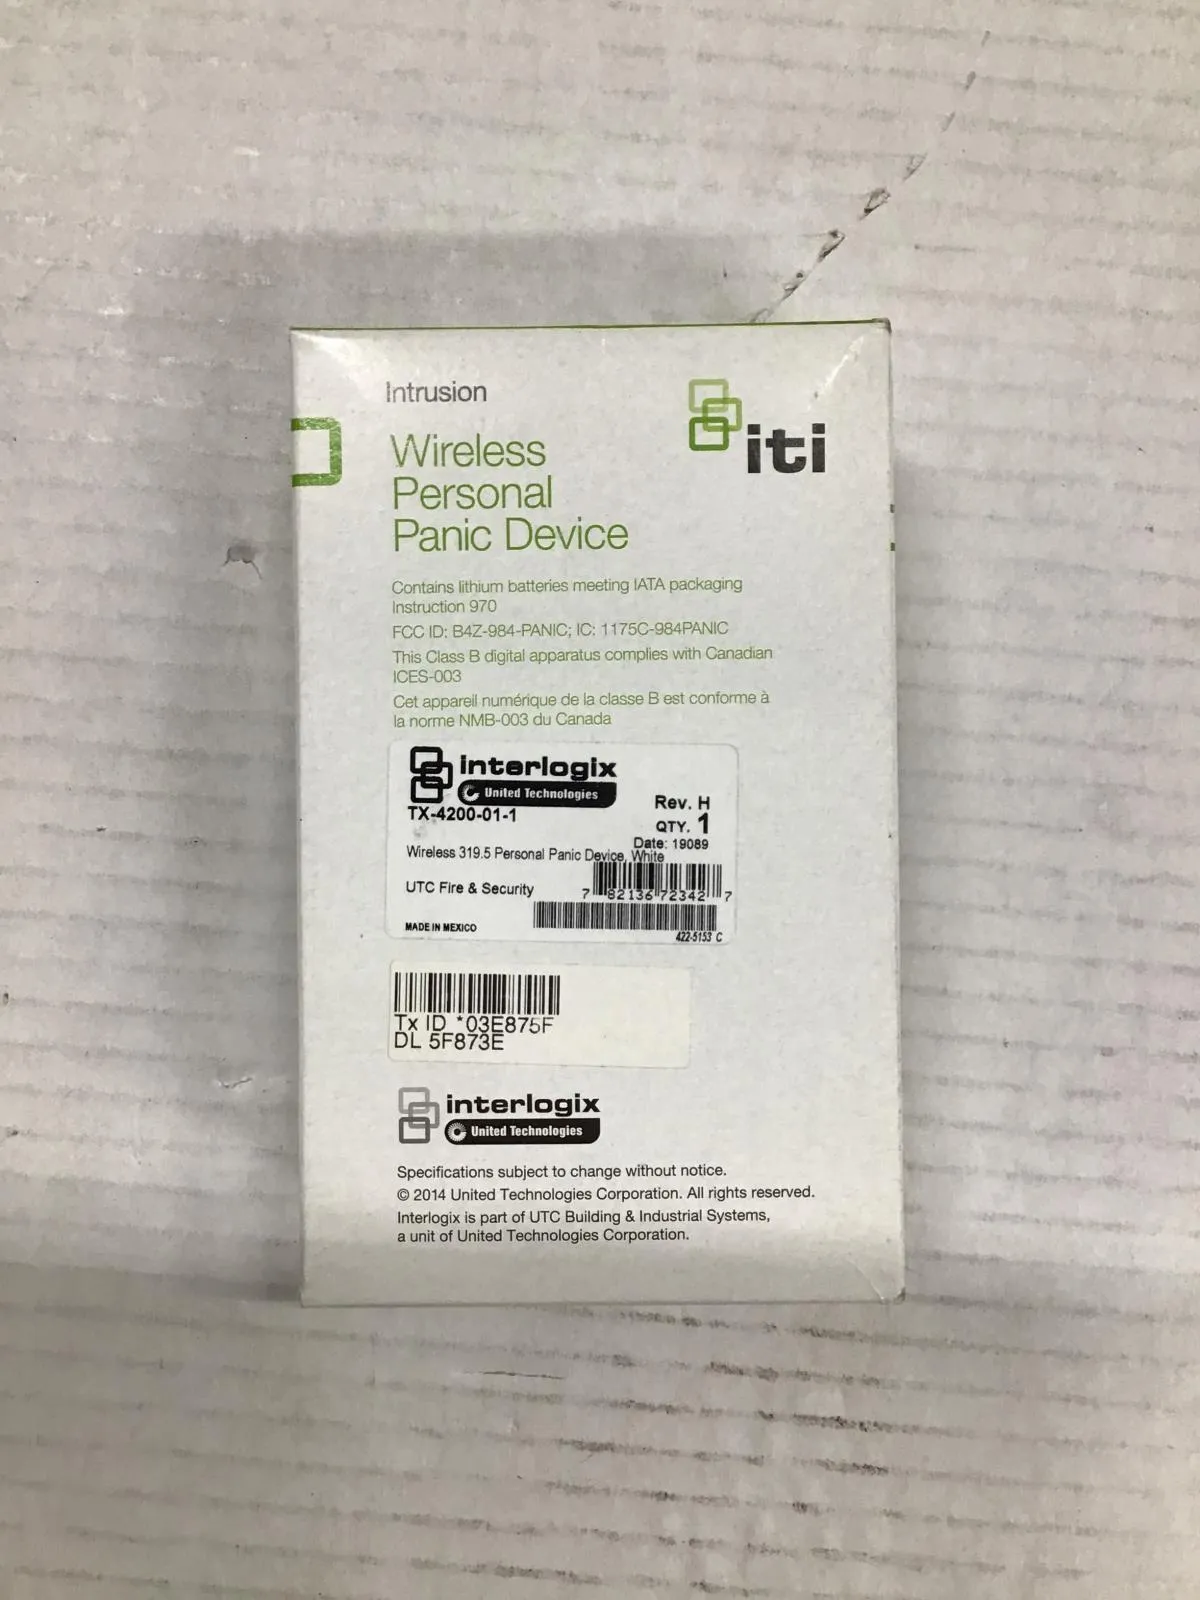 Intrusion
iti
Wireless
Personal
Panic Device
Contains lithium batteries meeting IATA packaging
Instruction 970
FCC ID: B4Z-984-PANIC; IC: 1175C-984PANIC
This Class B digital apparatus complies with Canadian
ICES-003
Cet appareil numérique de la classe B est conforme à
la norme NMB-003 du Canada
interlogix
United Technologies
TX-4200-01-1
Rev. H
QTY. 1
Date: 19089
Wireless 319.5 Personal Panic Device, White
UTC Fire & Security
7 82136 72342 7
MADE IN MEXICO
422-5153 C
Tx ID *03E875F
DL 5F873E
interlogix
United Technologies
Specifications subject to change without notice.
© 2014 United Technologies Corporation. All rights reserved.
Interlogix is part of UTC Building & Industrial Systems,
a unit of United Technologies Corporation.